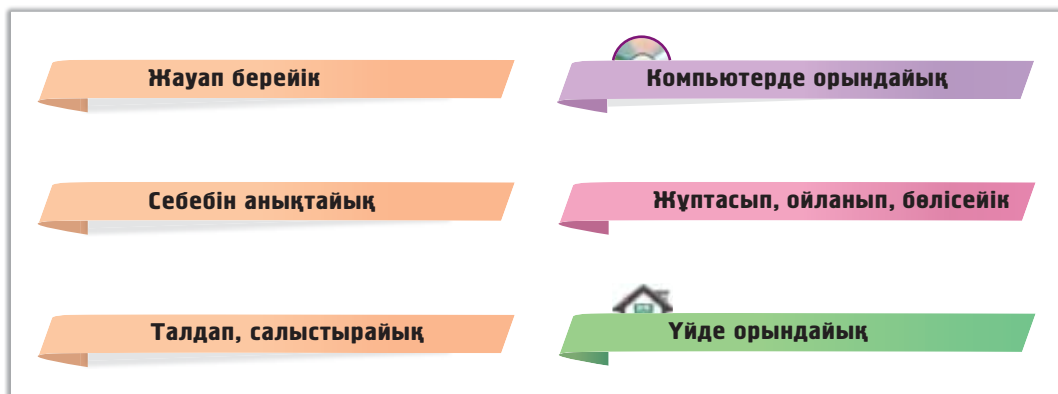 Жауап берейік
Себебін анықтайық
Талдап, салыстырайық
Компьютерде орындайық
Жұптасып, ойланып, бөлісейік
Үйде орындайық